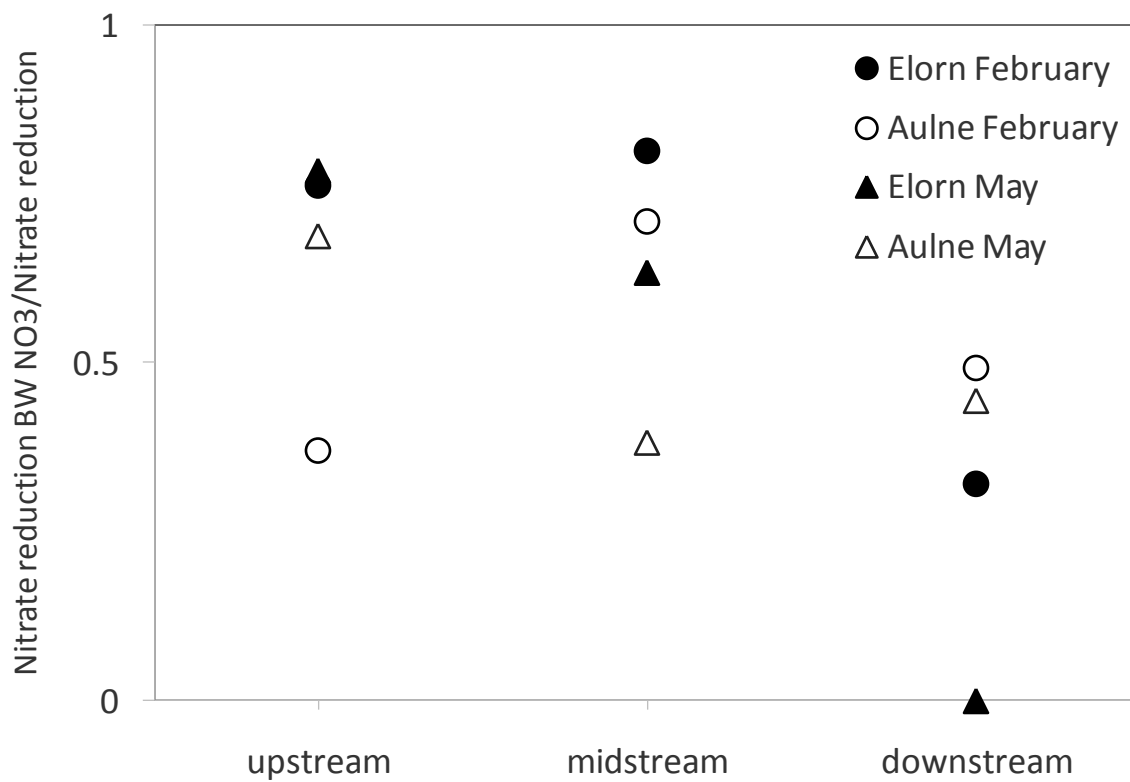 Nitrate reduction BW NO3/Nitrate reduction
1
0.5
0
Elorn February
Aulne February
Elorn May
Aulne May
upstream
midstream
downstream